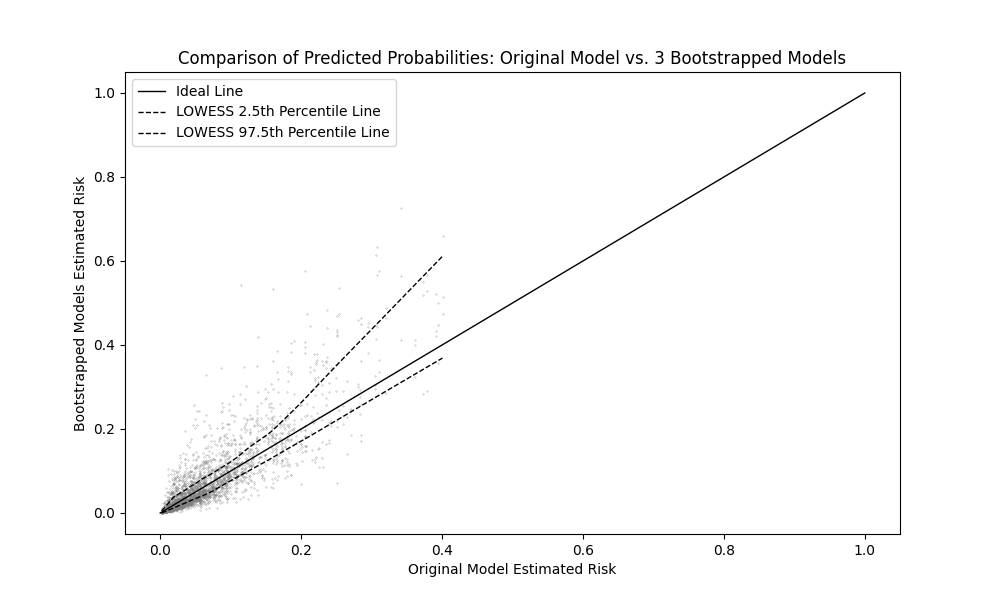 Comparison of Predicted Probabilities: Original Model vs. 3 Bootstrapped Models
Ideal Line
LOWESS 2.5th Percentile Line
LOWESS 97.5th Percentile Line
Bootstrapped Models Estimated Risk
1.0
0.8
0.6
0.4
0.2
0.0
0.0 0.2 0.4 0.6 0.8 1.0
Original Model Estimated Risk